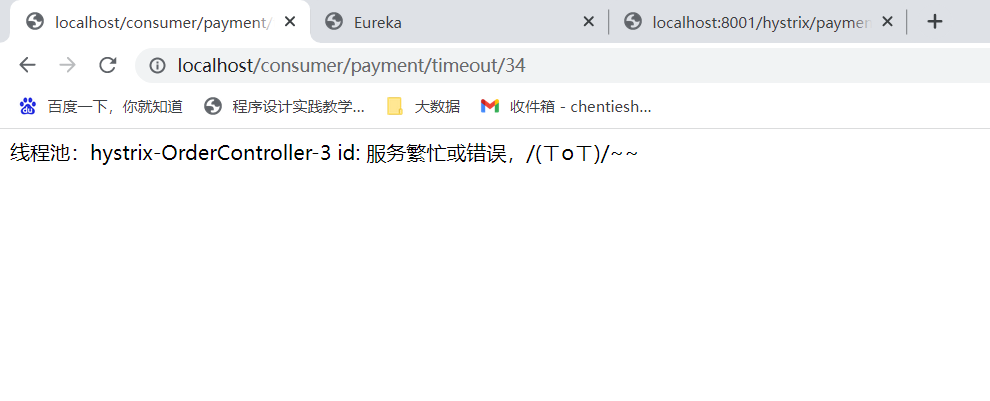 localhost/consumer/payment/
Eureka
localhost:8001/hystrix/paymen
localhost/consumer/payment/timeout/34
百度一下，你就知道
程序设计实践教学...
大数据
收件箱 - chentiesh...
线程池：hystrix-OrderController-3 id: 服务繁忙或错误，/(ㄒoㄒ)/~~